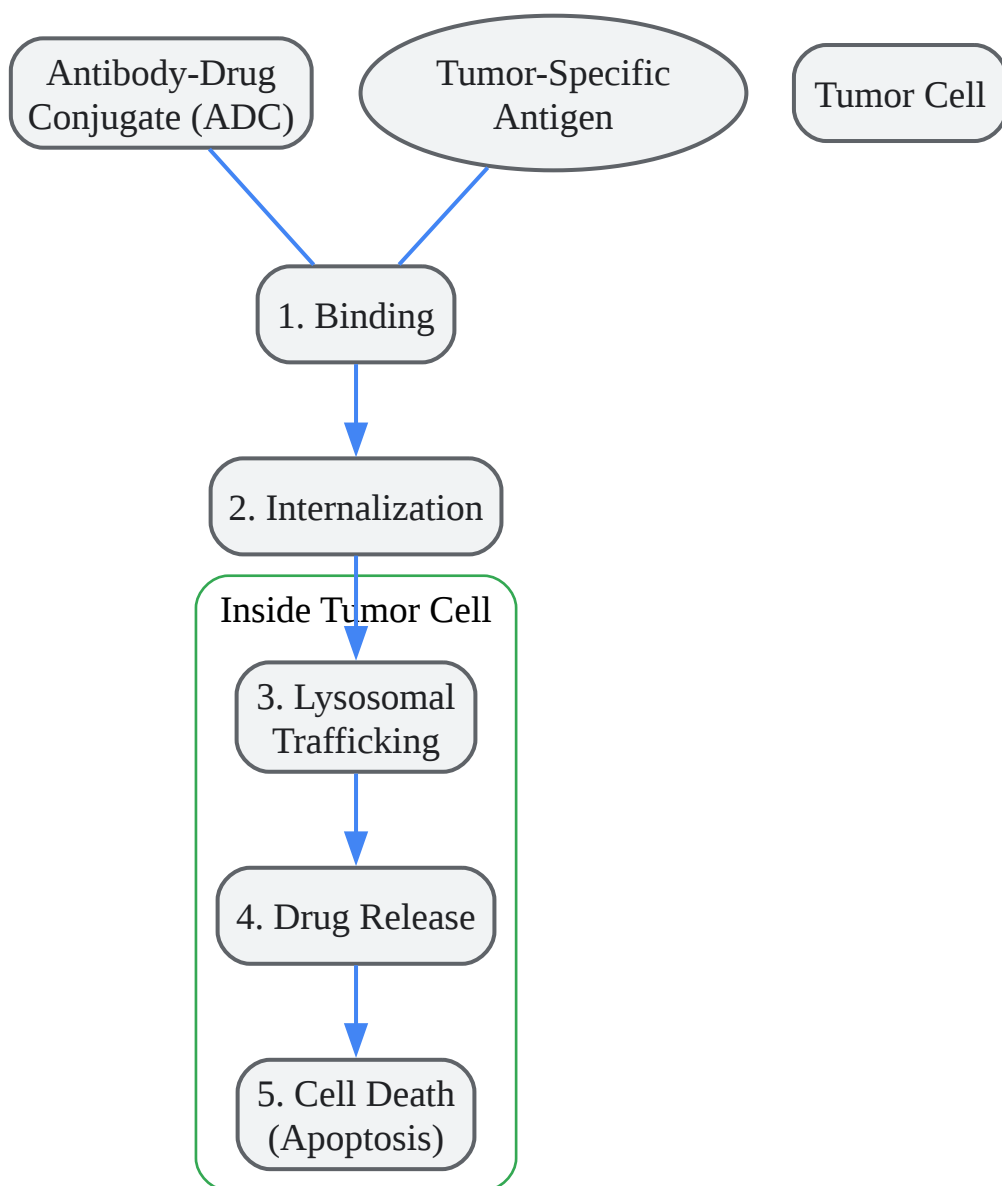 Antibody-Drug
Conjugate (ADC)
Tumor-Specific
Antigen
Tumor Cell
1. Binding
2. Internalization
Inside Tumor Cell
3. Lysosomal
Trafficking
4. Drug Release
5. Cell Death
(Apoptosis)